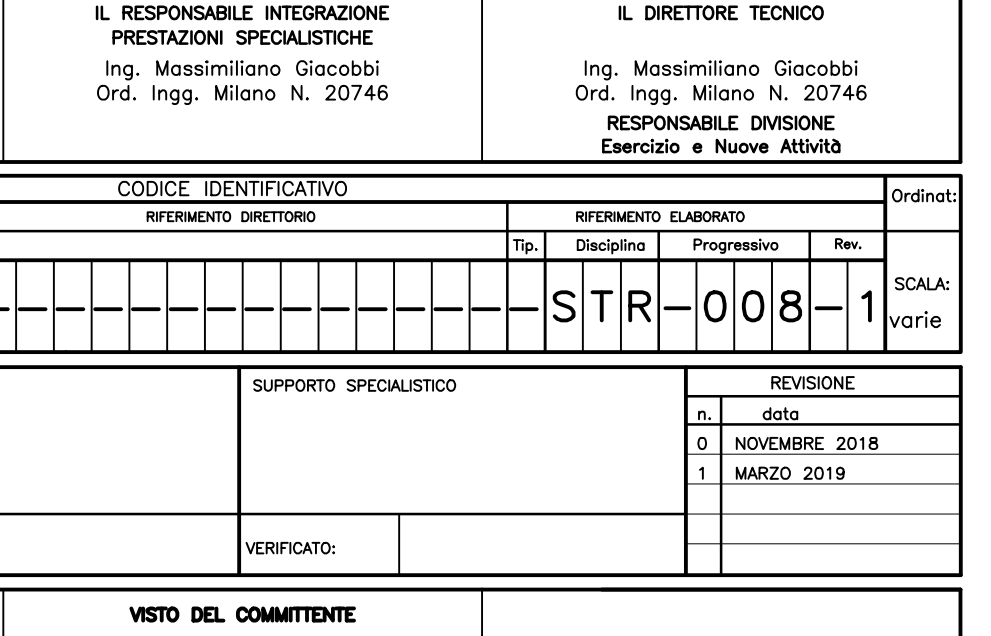 IL RESPONSABILE INTEGRAZIONE
PRESTAZIONI SPECIALISTICHE
Ing. Massimiliano Giacobbi
Ord. Ingg. Milano N. 20746
IL DIRETTORE TECNICO
Ing. Massimiliano Giacobbi
Ord. Ingg. Milano N. 20746
RESPONSABILE DIVISIONE
Esercizio e Nuove Attività
CODICE IDENTIFICATIVO
Ordinat:
RIFERIMENTO DIRETTORIO
RIFERIMENTO ELABORATO
Tip. Disciplina Progressivo Rev.
- - - - - - - - - - - - - - - STR-008-1
SCALA:
varie
SUPPORTO SPECIALISTICO
VERIFICATO:
REVISIONE
n. data
0 NOVEMBRE 2018
1 MARZO 2019
VISTO DEL COMMITTENTE